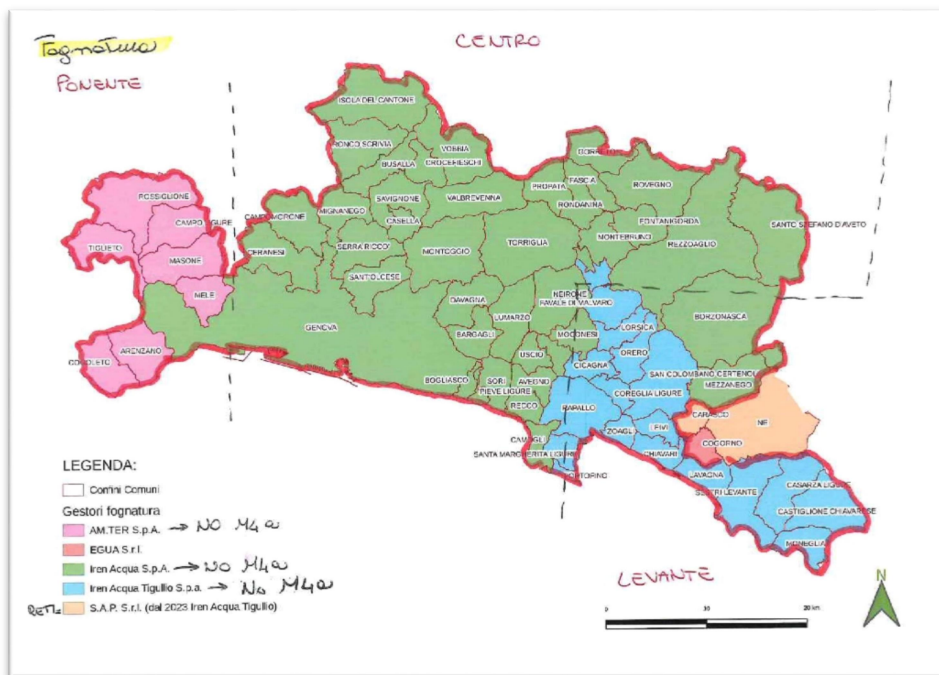 Fognatura
CENTRO
PONENTE
ISOLA DEL CANTONE
RONCO SCRIVIA
VOBBIA
BUSALLA
CROCEFIESCHI
GORRETO
ROSSIGLIONE
FASCIA
ROVEGNO
PROPATA
SAVIGNONE
VALBREVENNA
RONDANINA
CAMPO LIGURE
CAMPOMORONE
MIGNANEGO
CASELLA
FONTANIGORDA
SANTO STEFANO D'AVETO
TIGLIETO
MONTEBRUNO
REZZOAGLIO
SERRA RICCO'
TORRIGLIA
CERANESI
MONTOGGIO
MASONE
SANT'OLCESE
MELE
NEIRONE
DAVAGNA
FAVALE DI MALVARO
LUMARZO
BORZONASCA
GENOVA
LORSICA
BARGAGLI
MOCONESI
ARENZANO
USCIO
ORERO
COGOLETO
CICAGNA
SAN COLOMBANO CERTENOLI
BOGLIASCO
SORI
AVEGNO
MEZZANEGO
PIEVE LIGURE
COREGLIA LIGURE
RECCO
RAPALLO
CARASCO
NE
ZOAGLI
LEIVI
CAMOGLI
COGORNO
SANTA MARGHERITA LIGURE
CHIAVARI
PORTOFINO
LAVAGNA
CASARZA LIGURE
SESTRI LEVANTE
CASTIGLIONE CHIAVARESE
MONEGLIA
LEGENDA:
Confini Comuni
Gestori fognatura
AM.TER S.p.A. → NO M4a
EGUA S.r.l.
Iren Acqua S.p.A. → NO M4a
Iren Acqua Tigullio S.p.a. → No M4a
RETI= S.A.P. S.r.l. (dal 2023 Iren Acqua Tigullio)
LEVANTE
0 10 20 km
N